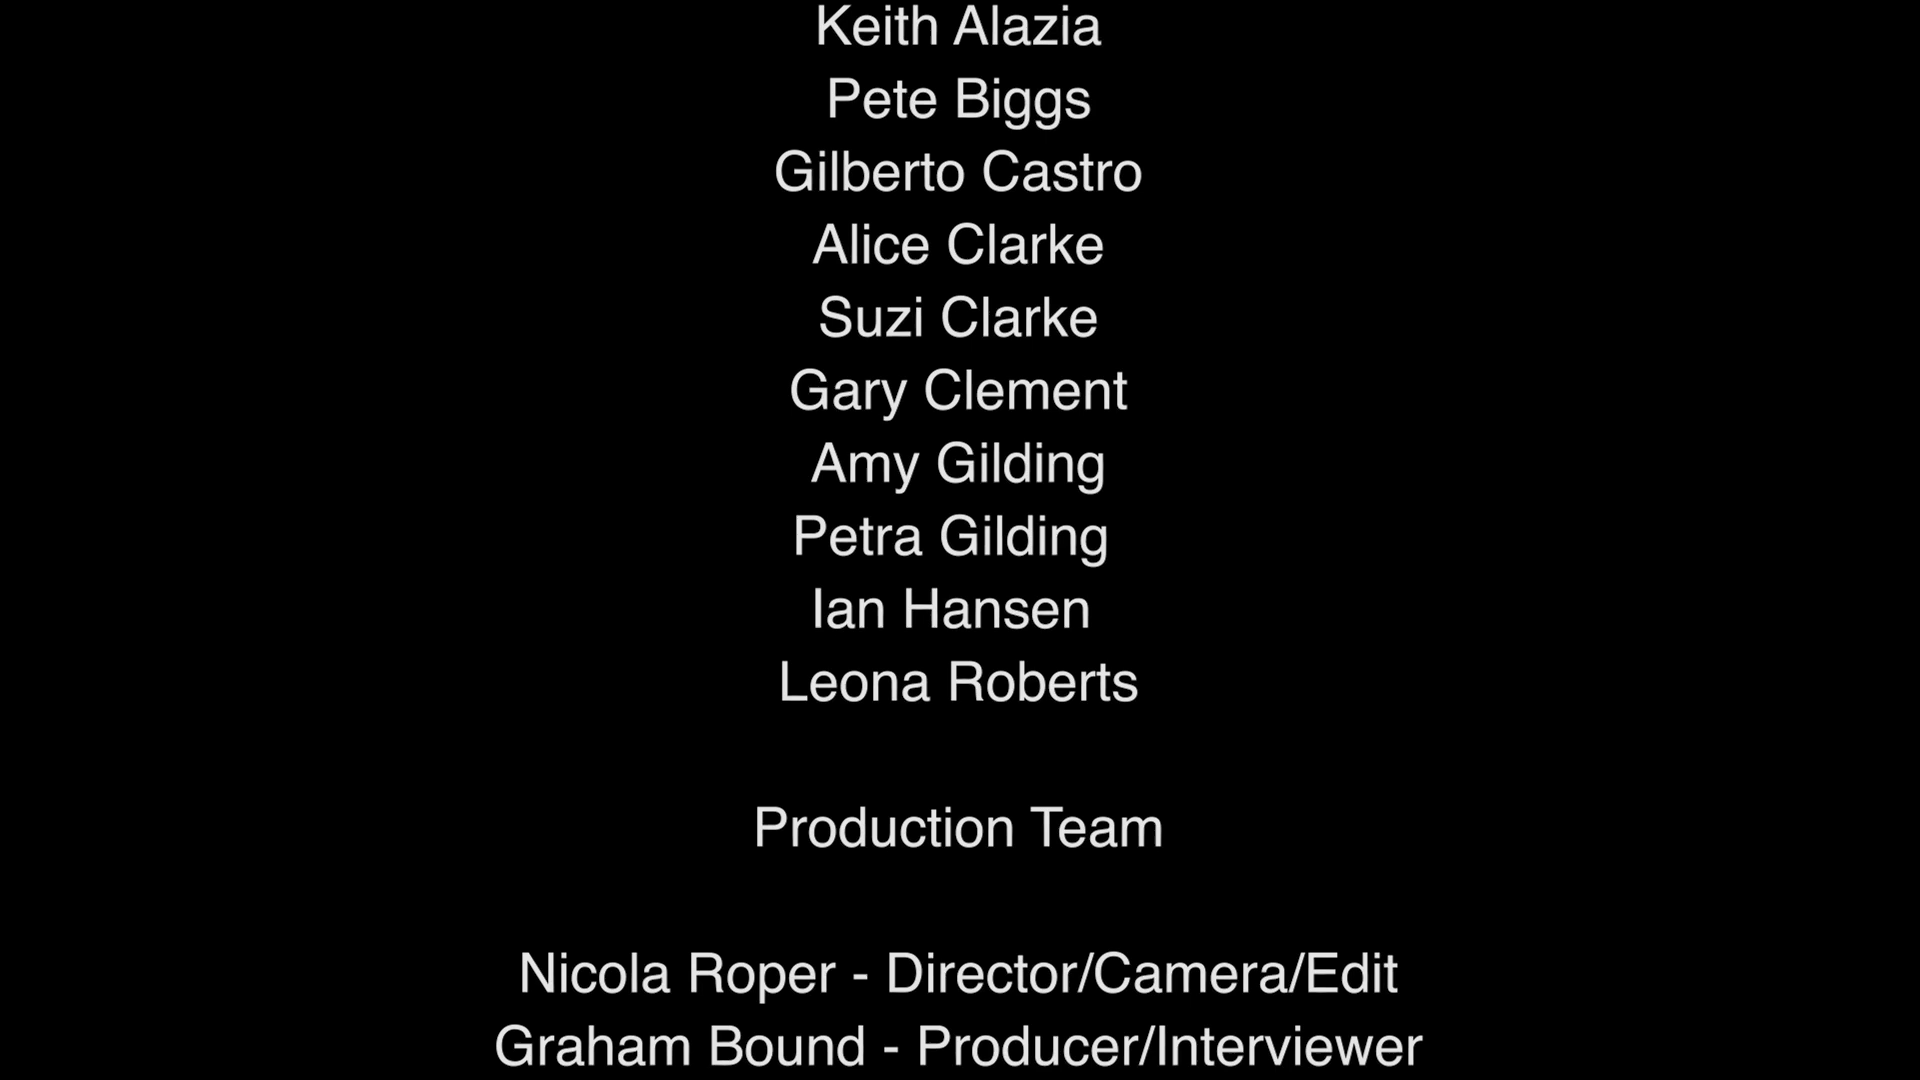 Keith Alazia
Pete Biggs
Gilberto Castro
Alice Clarke
Suzi Clarke
Gary Clement
Amy Gilding
Petra Gilding
Ian Hansen
Leona Roberts
Production Team
Nicola Roper - Director/Camera/Edit
Graham Bound - Producer/Interviewer